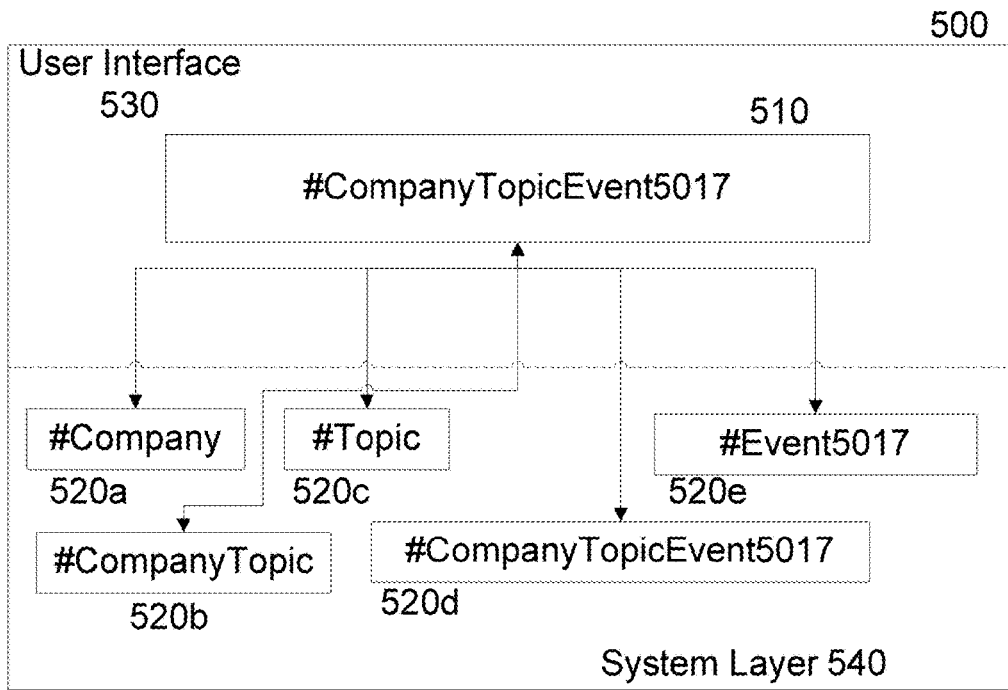 500
User Interface
530
510
#CompanyTopicEvent5017
#Company
#Topic
#Event5017
520a
520c
520e
#CompanyTopic
#CompanyTopicEvent5017
520b
520d
System Layer 540